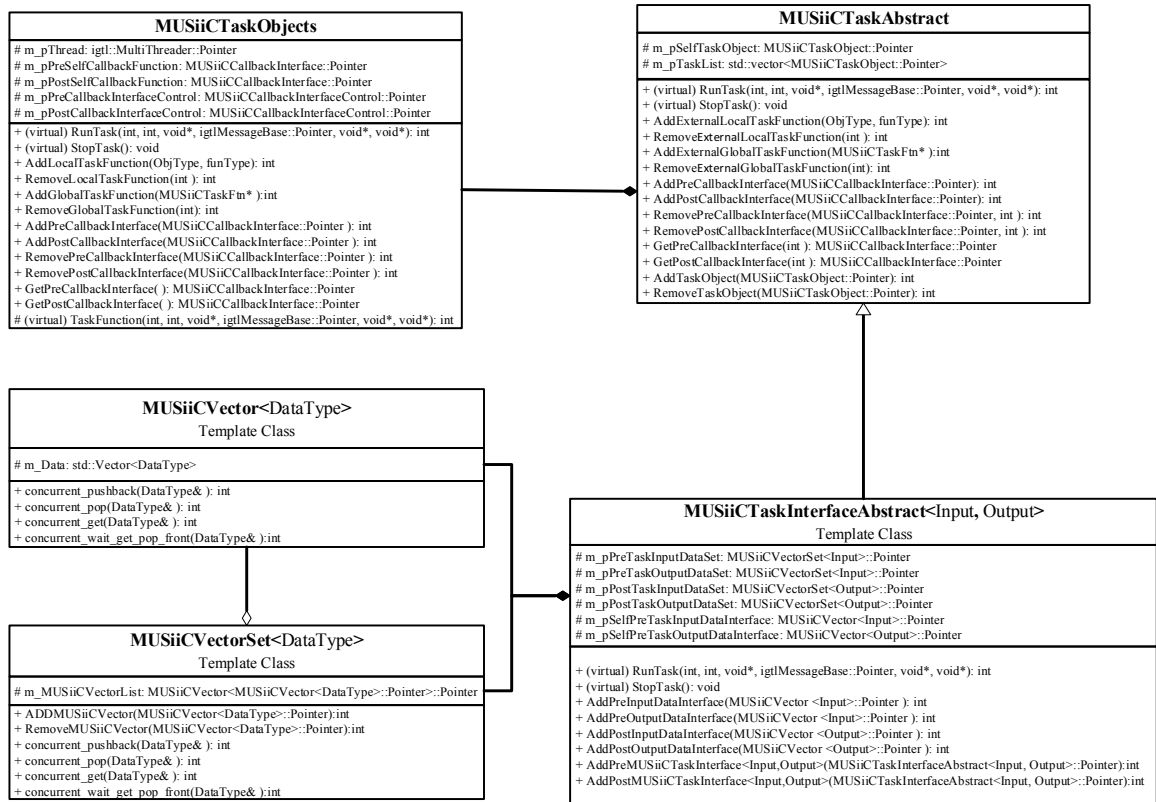 MUSiiCTaskObjects
# m_pThread: igtl::MultiThreader::Pointer
# m_pPreSelfCallbackFunction: MUSiiCCallbackInterface::Pointer
# m_pPostSelfCallbackFunction: MUSiiCCallbackInterface::Pointer
# m_pPreCallbackInterfaceControl: MUSiiCCallbackInterfaceControl::Pointer
# m_pPostCallbackInterfaceControl: MUSiiCCallbackInterfaceControl::Pointer
+ (virtual) RunTask(int, int, void*, igtlMessageBase::Pointer, void*, void*): int
+ (virtual) StopTask(): void
+ AddLocalTaskFunction(ObjType, funType): int
+ RemoveLocalTaskFunction(int ): int
+ AddGlobalTaskFunction(MUSiiCTaskFtn* ):int
+ RemoveGlobalTaskFunction(int): int
+ AddPreCallbackInterface(MUSiiCCallbackInterface::Pointer ): int
+ AddPostCallbackInterface(MUSiiCCallbackInterface::Pointer ): int
+ RemovePreCallbackInterface(MUSiiCCallbackInterface::Pointer ): int
+ RemovePostCallbackInterface(MUSiiCCallbackInterface::Pointer ): int
+ GetPreCallbackInterface( ): MUSiiCCallbackInterface::Pointer
+ GetPostCallbackInterface( ): MUSiiCCallbackInterface::Pointer
# (virtual) TaskFunction(int, int, void*, igtlMessageBase::Pointer, void*, void*): int
MUSiiCTaskAbstract
# m_pSelfTaskObject: MUSiiCTaskObject::Pointer
# m_pTaskList: std::vector<MUSiiCTaskObject::Pointer>
+ (virtual) RunTask(int, int, void*, igtlMessageBase::Pointer, void*, void*): int
+ (virtual) StopTask(): void
+ AddExternalLocalTaskFunction(ObjType, funType): int
+ RemoveExternalLocalTaskFunction(int ): int
+ AddExternalGlobalTaskFunction(MUSiiCTaskFtn* ):int
+ RemoveExternalGlobalTaskFunction(int): int
+ AddPreCallbackInterface(MUSiiCCallbackInterface::Pointer): int
+ AddPostCallbackInterface(MUSiiCCallbackInterface::Pointer): int
+ RemovePreCallbackInterface(MUSiiCCallbackInterface::Pointer, int ): int
+ RemovePostCallbackInterface(MUSiiCCallbackInterface::Pointer, int ): int
+ GetPreCallbackInterface(int ): MUSiiCCallbackInterface::Pointer
+ GetPostCallbackInterface(int ): MUSiiCCallbackInterface::Pointer
+ AddTaskObject(MUSiiCTaskObject::Pointer): int
+ RemoveTaskObject(MUSiiCTaskObject::Pointer): int
MUSiiCVector<DataType>
Template Class
# m_Data: std::Vector<DataType>
+ concurrent_pushback(DataType& ): int
+ concurrent_pop(DataType& ): int
+ concurrent_get(DataType& ): int
+ concurrent_wait_get_pop_front(DataType& ):int
MUSiiCVectorSet<DataType>
Template Class
# m_MUSiiCVectorList: MUSiiCVector<MUSiiCVector<DataType>::Pointer>::Pointer
+ ADDMUSiiCVector(MUSiiCVector<DataType>::Pointer):int
+ RemoveMUSiiCVector(MUSiiCVector<DataType>::Pointer):int
+ concurrent_pushback(DataType& ): int
+ concurrent_pop(DataType& ): int
+ concurrent_get(DataType& ): int
+ concurrent_wait_get_pop_front(DataType& ):int
MUSiiCTaskInterfaceAbstract<Input, Output>
Template Class
# m_pPreTaskInputDataSet: MUSiiCVectorSet<Input>::Pointer
# m_pPreTaskOutputDataSet: MUSiiCVectorSet<Input>::Pointer
# m_pPostTaskInputDataSet: MUSiiCVectorSet<Output>::Pointer
# m_pPostTaskOutputDataSet: MUSiiCVectorSet<Output>::Pointer
# m_pSelfPreTaskInputDataInterface: MUSiiCVector<Input>::Pointer
# m_pSelfPreTaskOutputDataInterface: MUSiiCVector<Output>::Pointer
+ (virtual) RunTask(int, int, void*, igtlMessageBase::Pointer, void*, void*): int
+ (virtual) StopTask(): void
+ AddPreInputDataInterface(MUSiiCVector <Input>::Pointer ): int
+ AddPreOutputDataInterface(MUSiiCVector <Input>::Pointer ): int
+ AddPostInputDataInterface(MUSiiCVector <Output>::Pointer ): int
+ AddPostOutputDataInterface(MUSiiCVector <Output>::Pointer ): int
+ AddPreMUSiiCTaskInterface<Input,Output>(MUSiiCTaskInterfaceAbstract<Input, Output>::Pointer):int
+ AddPostMUSiiCTaskInterface<Input,Output>(MUSiiCTaskInterfaceAbstract<Input, Output>::Pointer):int